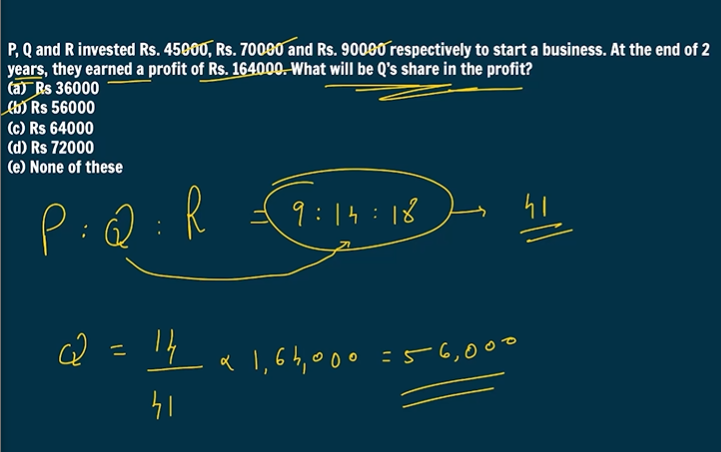 P, Q and R invested Rs. 45000, Rs. 70000 and Rs. 90000 respectively to start a business. At the end of 2
years, they earned a profit of Rs. 164000. What will be Q's share in the profit?
(a) Rs 36000
(b) Rs 56000
(c) Rs 64000
(d) Rs 72000
(e) None of these
P : Q : R = 9 : 14 : 18 → 41
Q = 14/41 × 1,64,000 = 56,000